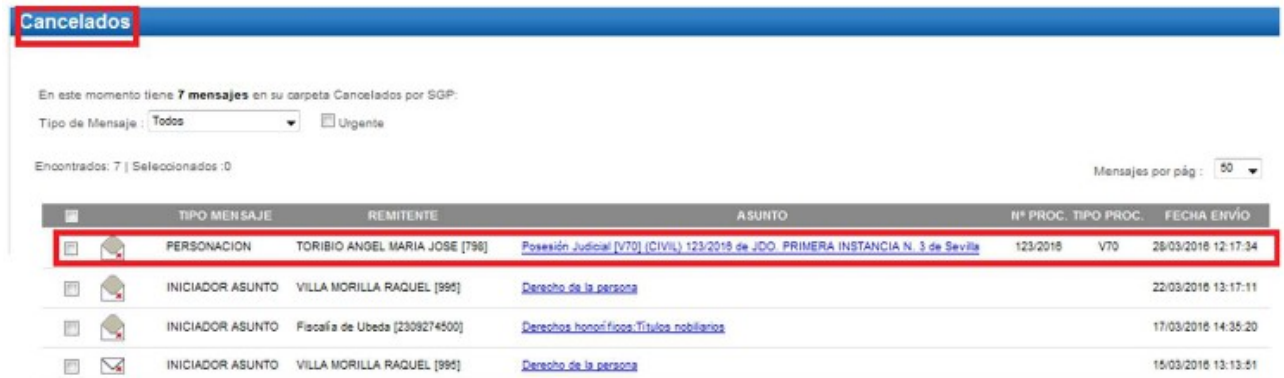 Cancelados
En este momento tiene 7 mensajes en su carpeta Cancelados por SGP:
Tipo de Mensaje : Todos Urgente
Encontrados: 7 | Seleccionados :0
Mensajes por pág : 50
TIPO MENSAJE REMITENTE ASUNTO Nº PROC. TIPO PROC. FECHA ENVÍO
PERSONACION TORIBIO ANGEL MARIA JOSE [798] Posesión Judicial [V70] (CIVIL) 123/2016 de JDO. PRIMERA INSTANCIA N. 3 de Sevilla 123/2016 V70 28/03/2016 12:17:34
INICIADOR ASUNTO VILLA MORILLA RAQUEL [995] Derecho de la persona 22/03/2016 13:17:11
INICIADOR ASUNTO Fiscalía de Ubeda [2309274500] Derechos honoríficos:Títulos nobiliarios 17/03/2016 14:35:20
INICIADOR ASUNTO VILLA MORILLA RAQUEL [995] Derecho de la persona 15/03/2016 13:13:51